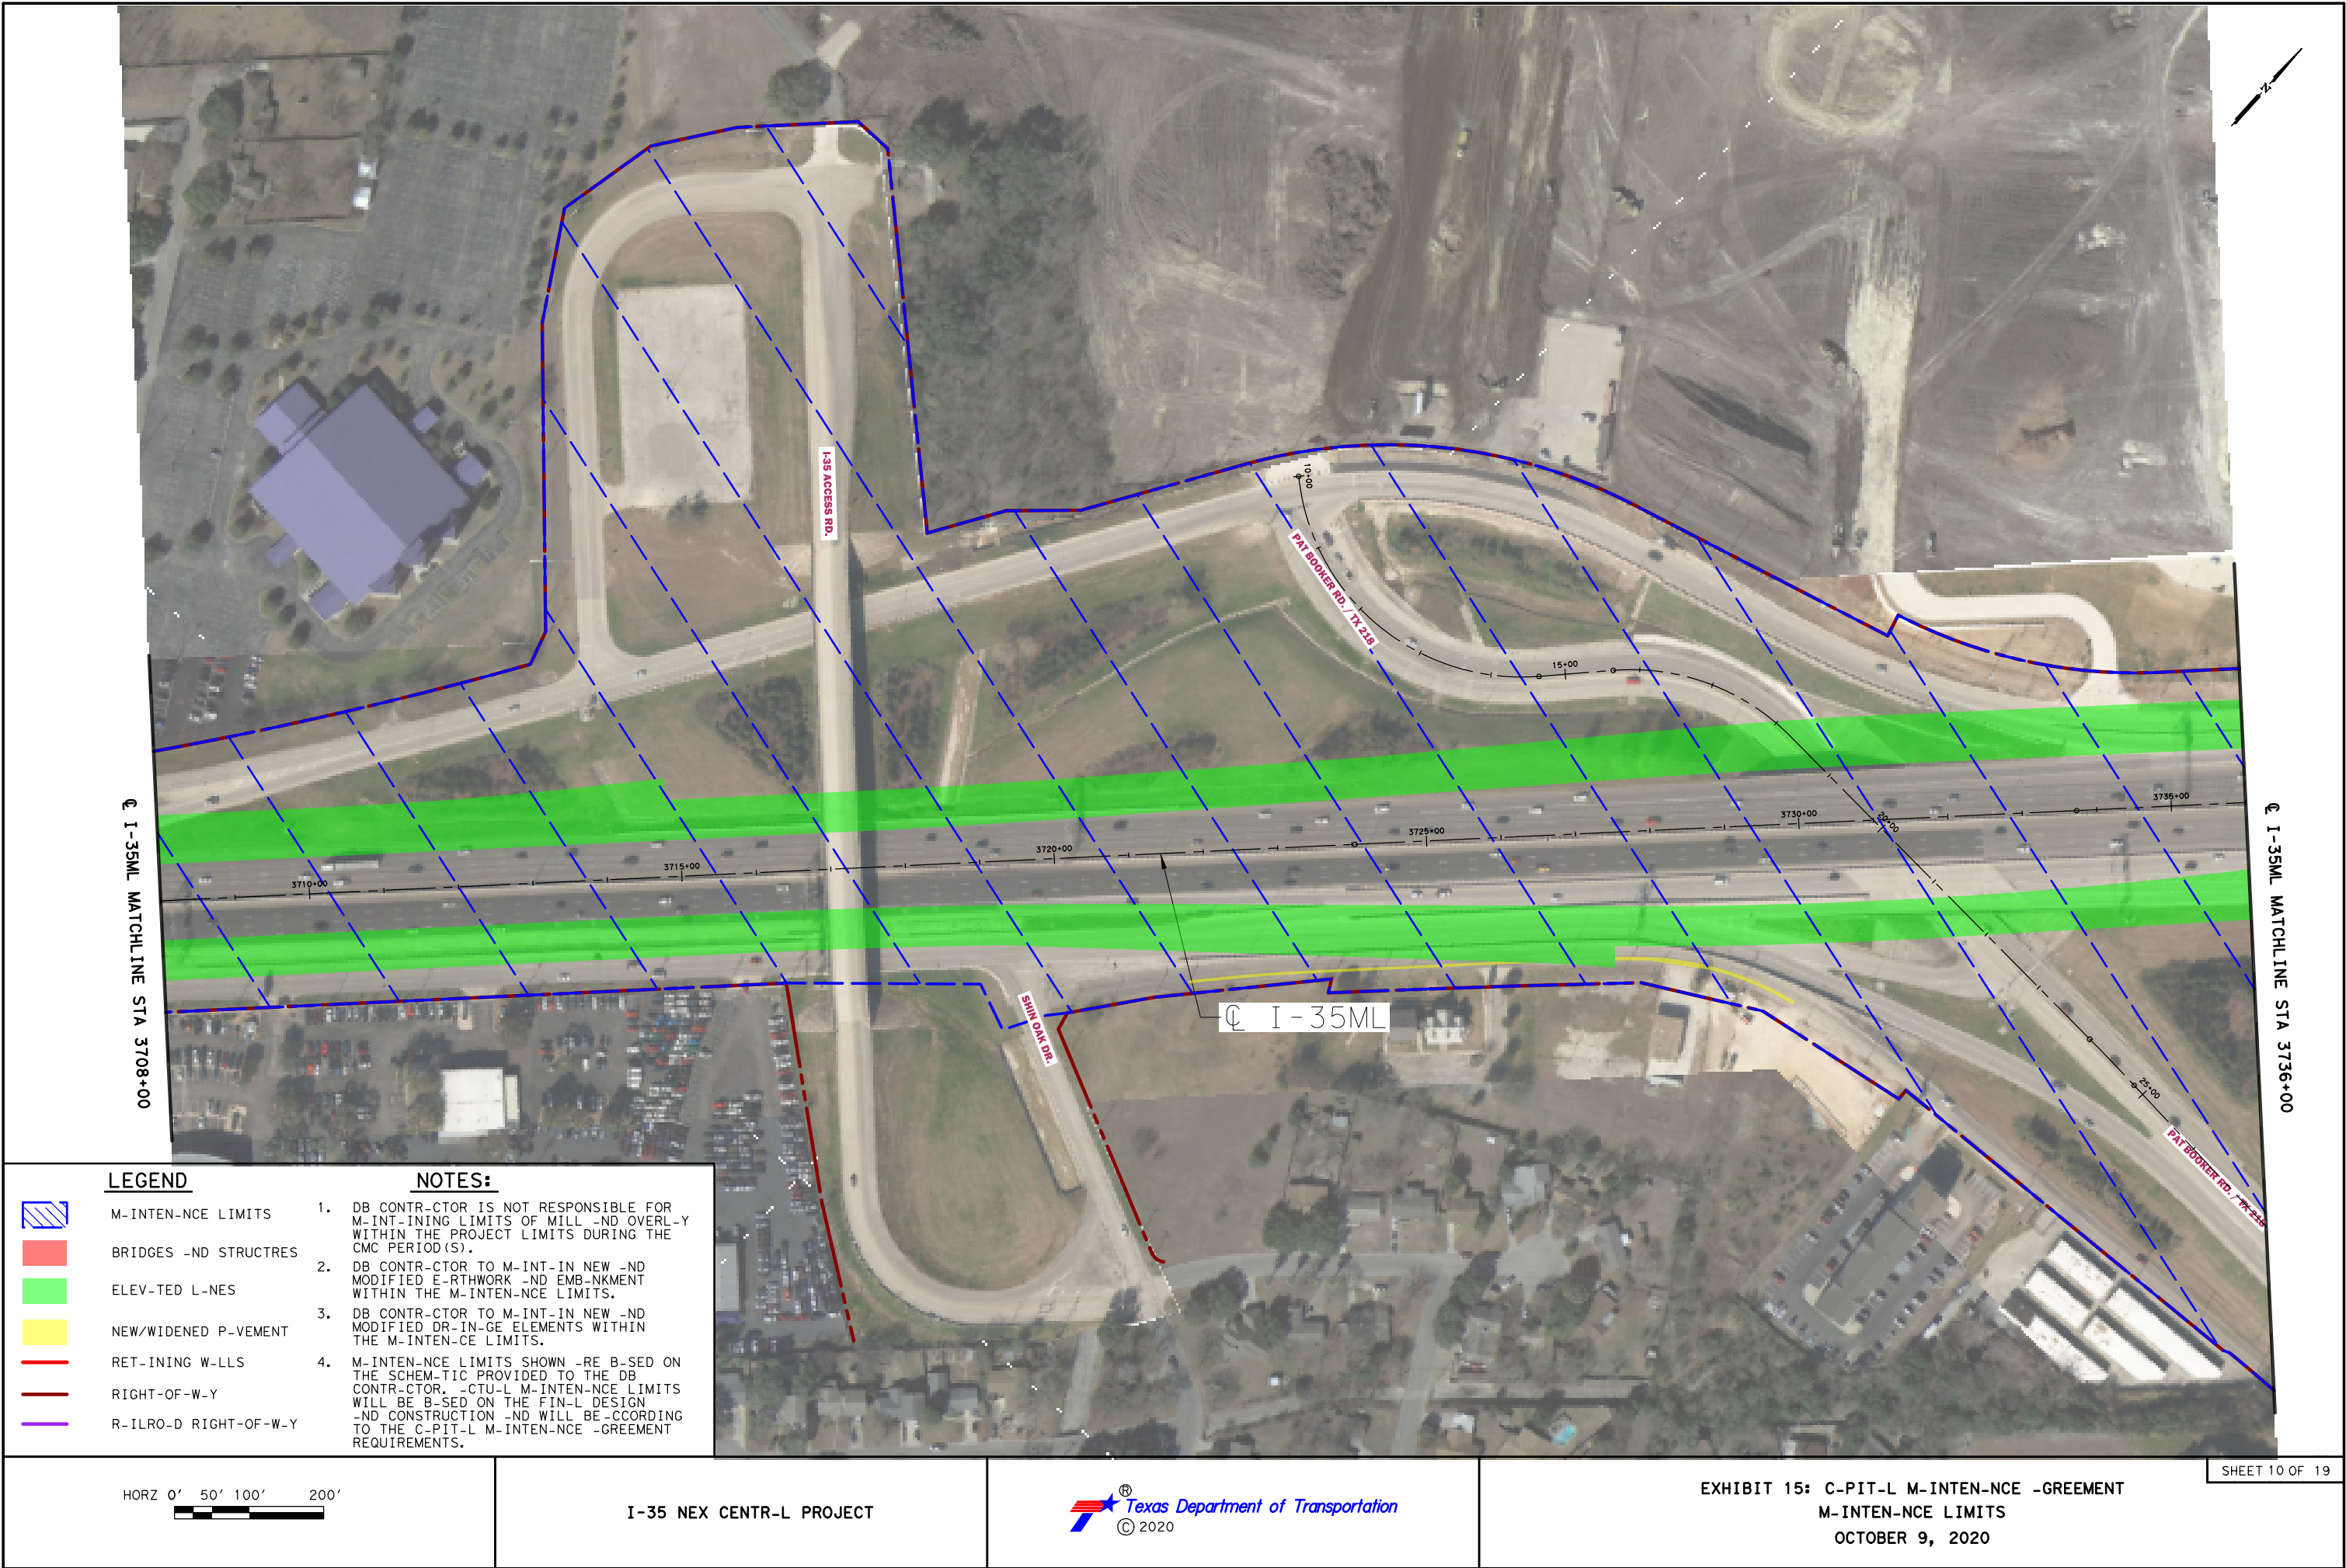 N
10+00
I-35 ACCESS RD.
PAT BOOKER RD. / TX 218
15+00
℄ I-35ML MATCHLINE STA 3708+00
3710+00
3715+00
3720+00
3725+00
3730+00
20+00
3735+00
℄ I-35ML MATCHLINE STA 3736+00
SHIN OAK DR.
℄ I-35ML
25+00
PAT BOOKER RD. / TX 218
LEGEND
M-INTEN-NCE LIMITS
BRIDGES -ND STRUCTRES
ELEV-TED L-NES
NEW/WIDENED P-VEMENT
RET-INING W-LLS
RIGHT-OF-W-Y
R-ILRO-D RIGHT-OF-W-Y
NOTES:
1. DB CONTR-CTOR IS NOT RESPONSIBLE FOR
M-INT-INING LIMITS OF MILL -ND OVERL-Y
WITHIN THE PROJECT LIMITS DURING THE
CMC PERIOD(S).
2. DB CONTR-CTOR TO M-INT-IN NEW -ND
MODIFIED E-RTHWORK -ND EMB-NKMENT
WITHIN THE M-INTEN-NCE LIMITS.
3. DB CONTR-CTOR TO M-INT-IN NEW -ND
MODIFIED DR-IN-GE ELEMENTS WITHIN
THE M-INTEN-CE LIMITS.
4. M-INTEN-NCE LIMITS SHOWN -RE B-SED ON
THE SCHEM-TIC PROVIDED TO THE DB
CONTR-CTOR. -CTU-L M-INTEN-NCE LIMITS
WILL BE B-SED ON THE FIN-L DESIGN
-ND CONSTRUCTION -ND WILL BE-CCORDING
TO THE C-PIT-L M-INTEN-NCE -GREEMENT
REQUIREMENTS.
HORZ 0' 50' 100' 200'
I-35 NEX CENTR-L PROJECT
®
Texas Department of Transportation
© 2020
SHEET 10 OF 19
EXHIBIT 15: C-PIT-L M-INTEN-NCE -GREEMENT
M-INTEN-NCE LIMITS
OCTOBER 9, 2020